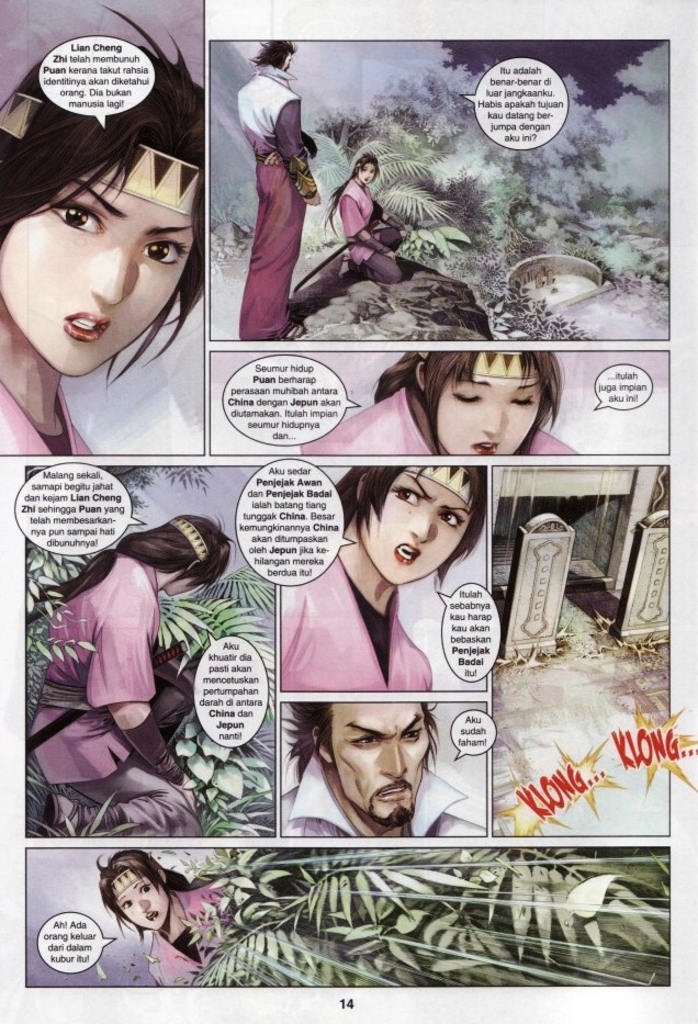 Lian Cheng
Zhi telah membunuh
Puan kerana takut rahsia
identitinya akan diketahui
orang. Dia bukan
manusia lagi!
Itu adalah
benar-benar di
luar jangkaanku.
Habis apakah tujuan
kau datang ber-
jumpa dengan
aku ini?
Seumur hidup
Puan berharap
perasaan muhibah antara
China dengan Jepun akan
diutamakan. Itulah impian
seumur hidupnya
dan...
...itulah
juga impian
aku ini!
Malang sekali,
samapi begitu jahat
dan kejam Lian Cheng
Zhi sehingga Puan yang
telah membesarkan-
nya pun sampai hati
dibunuhnya!
Aku
khuatir dia
pasti akan
mencetuskan
pertumpahan
darah di antara
China dan
Jepun
nanti!
Aku sedar
Penjejak Awan
dan Penjejak Badai
ialah batang tiang
tunggak China. Besar
kemungkinannya China
akan ditumpaskan
oleh Jepun jika ke-
hilangan mereka
berdua itu!
Itulah
sebabnya
kau harap
kau akan
bebaskan
Penjejak
Badai
itu!
Aku
sudah
faham!
KLONG...
KLONG...
Ah! Ada
orang keluar
dari dalam
kubur itu!
14